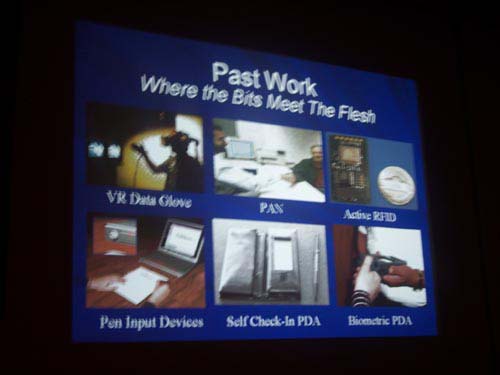 Past Work
Where the Bits Meet The Flesh
VR Data Glove
PAN
Active RFID
Pen Input Devices
Self Check-In PDA
Biometric PDA